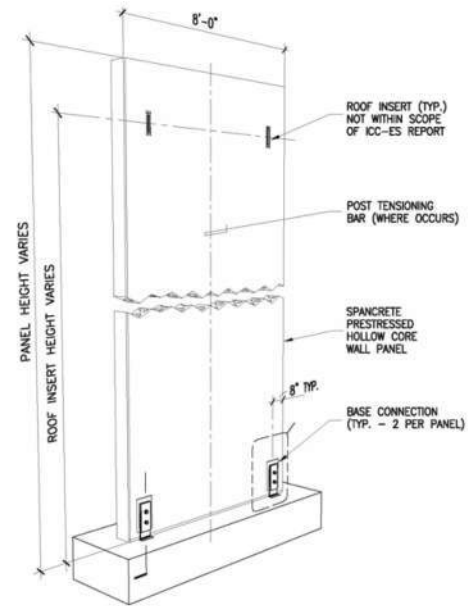 8'-0"
ROOF INSERT (TYP.)
NOT WITHIN SCOPE
OF ICC-ES REPORT
POST TENSIONING
BAR (WHERE OCCURS)
PANEL HEIGHT VARIES
ROOF INSERT HEIGHT VARIES
SPANCRETE
PRESTRESSED
HOLLOW CORE
WALL PANEL
8" TYP.
BASE CONNECTION
(TYP. - 2 PER PANEL)